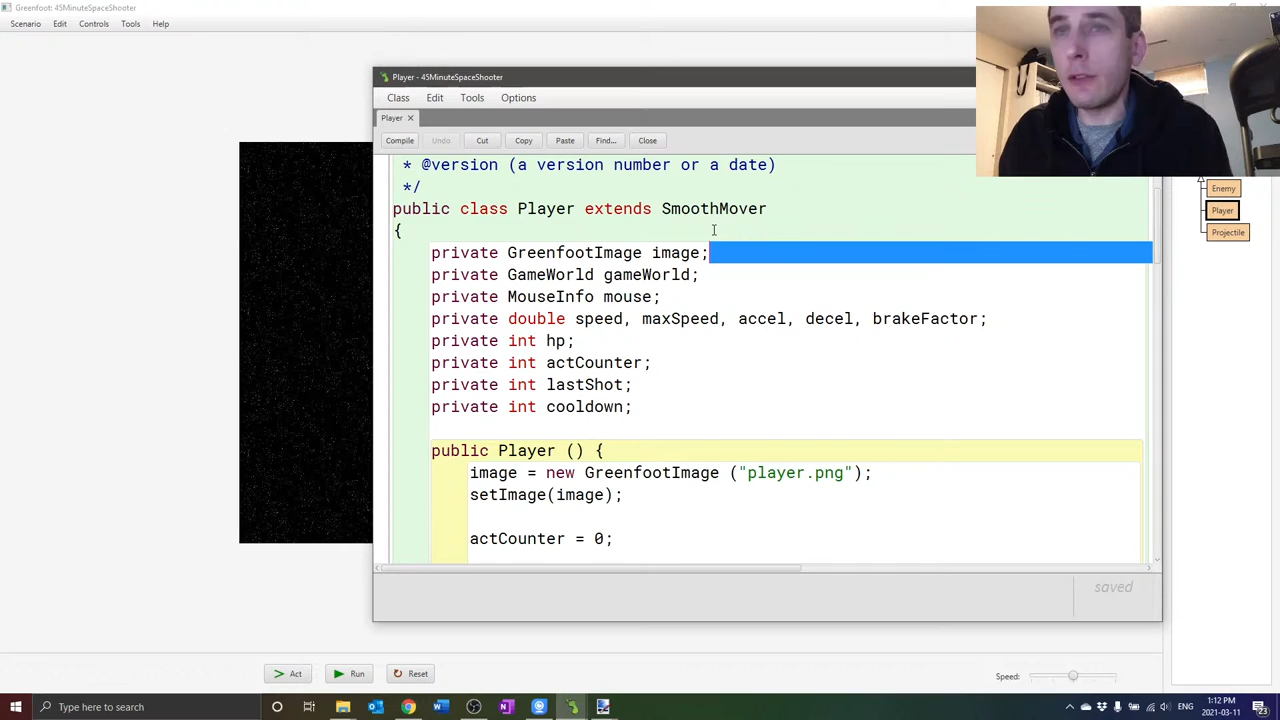 Greenfoot: 45MinuteSpaceShooter
Scenario Edit Controls Tools Help
Player - 45MinuteSpaceShooter
Class Edit Tools Options
Player
Compile Undo Cut Copy Paste Find... Close
* @version (a version number or a date)
*/
public class Player extends SmoothMover
{
private GreenfootImage image;
private GameWorld gameWorld;
private MouseInfo mouse;
private double speed, maxSpeed, accel, decel, brakeFactor;
private int hp;
private int actCounter;
private int lastShot;
private int cooldown;
public Player () {
image = new GreenfootImage ("player.png");
setImage(image);
actCounter = 0;
saved
Enemy
Player
Projectile
> Act Run Reset
Speed:
Type here to search
ENG
1:12 PM
2021-03-11
23